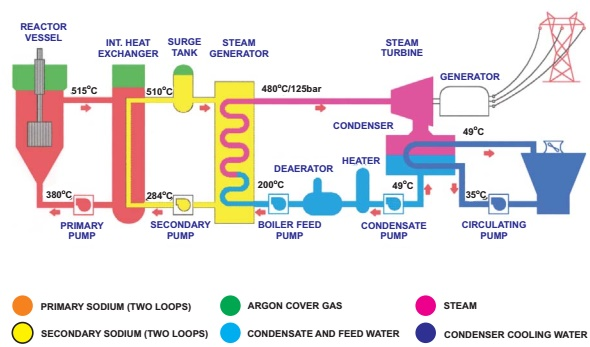 REACTOR
VESSEL
INT. HEAT
EXCHANGER
SURGE
TANK
STEAM
GENERATOR
STEAM
TURBINE
GENERATOR
515°C
510°C
480°C/125bar
CONDENSER
49°C
HEATER
DEAERATOR
380°C
284°C
200°C
49°C
35°C
PRIMARY
PUMP
SECONDARY
PUMP
BOILER FEED
PUMP
CONDENSATE
PUMP
CIRCULATING
PUMP
PRIMARY SODIUM (TWO LOOPS)
ARGON COVER GAS
STEAM
SECONDARY SODIUM (TWO LOOPS)
CONDENSATE AND FEED WATER
CONDENSER COOLING WATER